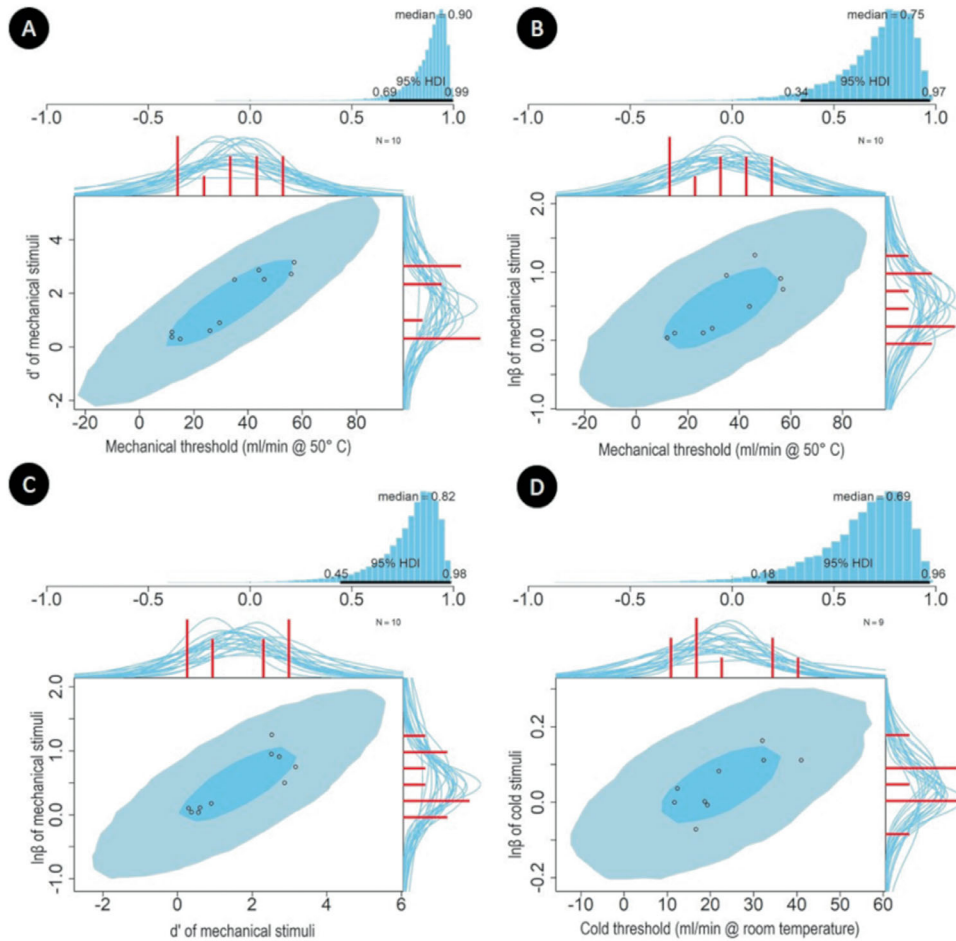 A
median = 0.90
95% HDI
0.69
0.99
-1.0
-0.5
0.0
0.5
1.0
N = 10
d' of mechanical stimuli
4
2
0
-2
-20
0
20
40
60
80
Mechanical threshold (ml/min @ 50° C)
B
median = 0.75
95% HDI
0.34
0.97
-1.0
-0.5
0.0
0.5
1.0
N = 10
lnβ of mechanical stimuli
2.0
1.0
0.0
-1.0
-20
0
20
40
60
80
Mechanical threshold (ml/min @ 50° C)
C
median = 0.82
95% HDI
0.45
0.98
-1.0
-0.5
0.0
0.5
1.0
N = 10
lnβ of mechanical stimuli
2.0
1.0
0.0
-1.0
-2
0
2
4
6
d' of mechanical stimuli
D
median = 0.69
95% HDI
0.18
0.96
-1.0
-0.5
0.0
0.5
1.0
N = 9
lnβ of cold stimuli
0.2
0.0
-0.2
-10
0
10
20
30
40
50
60
Cold threshold (ml/min @ room temperature)